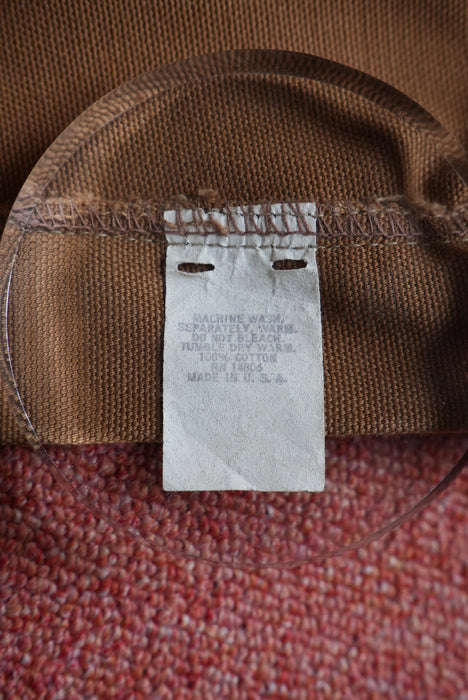 MACHINE WASH,
SEPARATELY, WARM.
DO NOT BLEACH.
TUMBLE DRY WARM.
100% COTTON
RN 14806
MADE IN U.S.A.